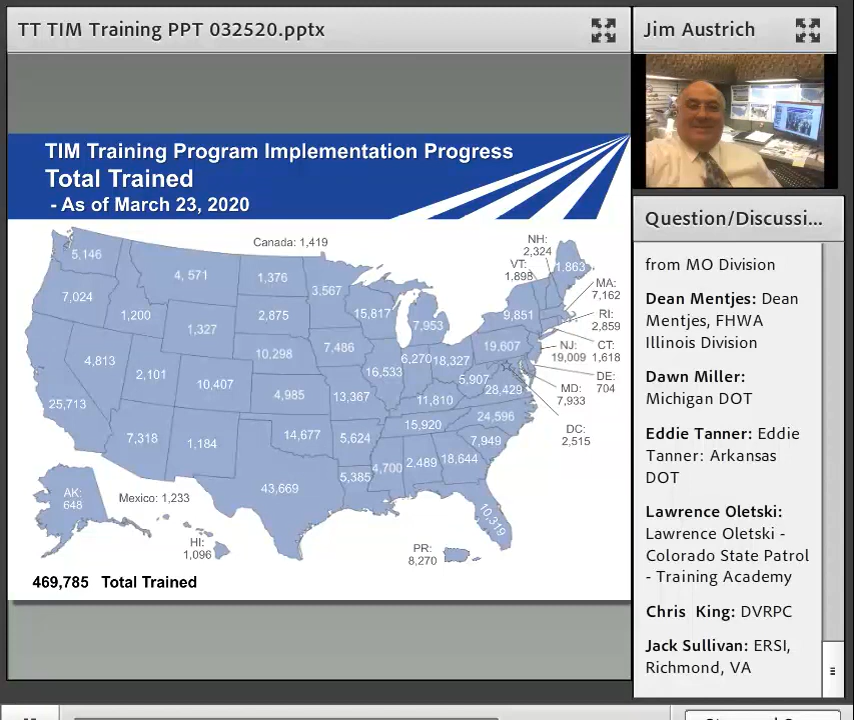 TT TIM Training PPT 032520.pptx
TIM Training Program Implementation Progress
Total Trained
- As of March 23, 2020
Canada: 1,419
NH:
2,324
VT:
1,898
1,863
5,146
4, 571
1,376
3,567
MA:
7,162
7,024
1,200
1,327
2,875
15,817
7,953
9,851
RI:
2,859
4,813
2,101
10,407
10,298
7,486
16,533
6,270
18,327
19,607
NJ:
19,009
CT:
1,618
25,713
4,985
13,367
11,810
5,907
28,429
DE:
704
MD:
7,933
7,318
1,184
14,677
5,624
15,920
24,596
DC:
2,515
7,949
43,669
5,385
4,700
2,489
18,644
10,319
AK:
648
Mexico: 1,233
HI:
1,096
PR:
8,270
469,785 Total Trained
Jim Austrich
Question/Discussi...
from MO Division
Dean Mentjes: Dean
Mentjes, FHWA
Illinois Division
Dawn Miller:
Michigan DOT
Eddie Tanner: Eddie
Tanner: Arkansas
DOT
Lawrence Oletski:
Lawrence Oletski -
Colorado State Patrol
- Training Academy
Chris King: DVRPC
Jack Sullivan: ERSI,
Richmond, VA